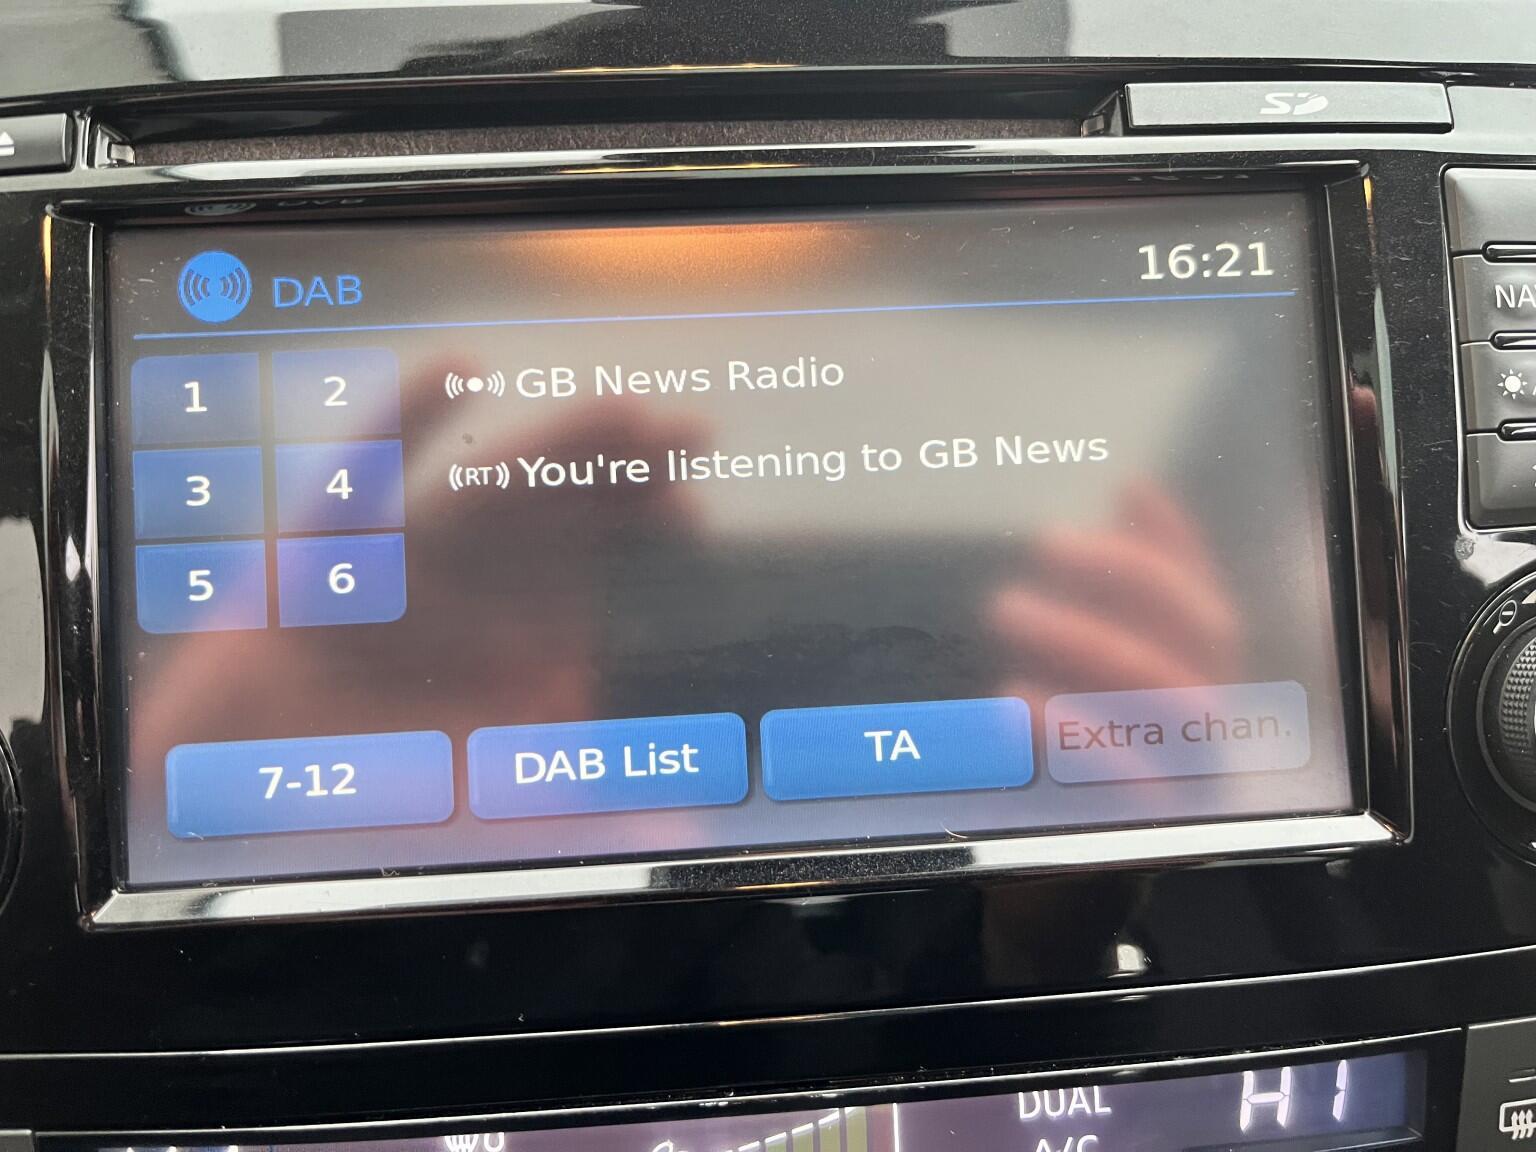 SD
DAB
16:21
1
2
GB News Radio
3
4
RT
You're listening to GB News
5
6
7-12
DAB List
TA
Extra chan.
DUAL
A/C
HI